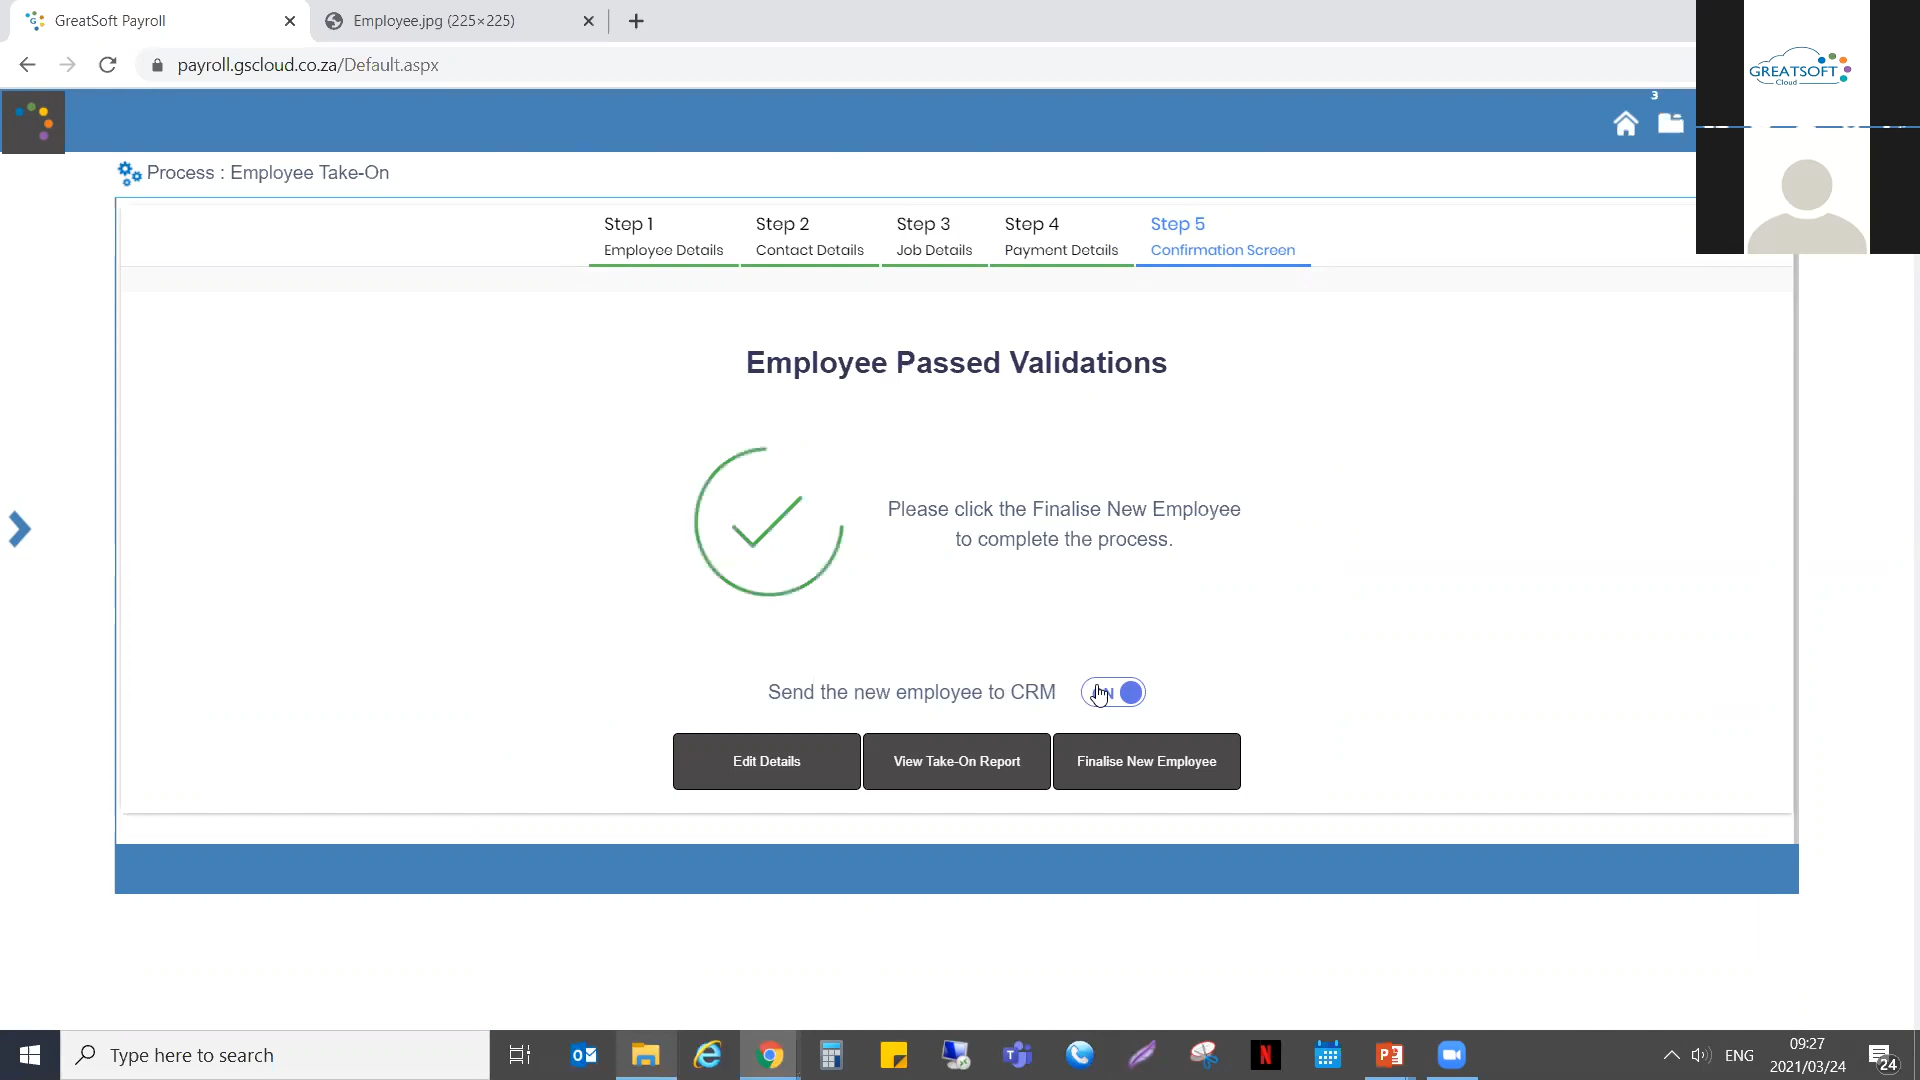 GreatSoft Payroll
Employee.jpg (225×225)
payroll.gscloud.co.za/Default.aspx
GREATSOFT
Cloud
3
Process : Employee Take-On
Step 1
Employee Details
Step 2
Contact Details
Step 3
Job Details
Step 4
Payment Details
Step 5
Confirmation Screen
Employee Passed Validations
Please click the Finalise New Employee
to complete the process.
Send the new employee to CRM
Edit Details
View Take-On Report
Finalise New Employee
Type here to search
ENG
09:27
2021/03/24
24